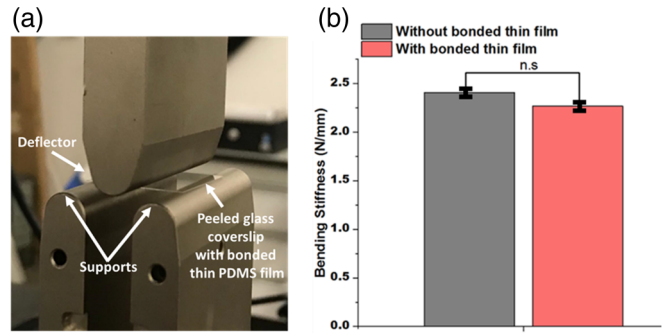 (a)
Deflector
Supports
Peeled glass
coverslip
with bonded
thin PDMS film
(b)
Without bonded thin film
With bonded thin film
n.s
Bending Stiffness (N/mm)
2.5
2.0
1.5
1.0
0.5
0.0